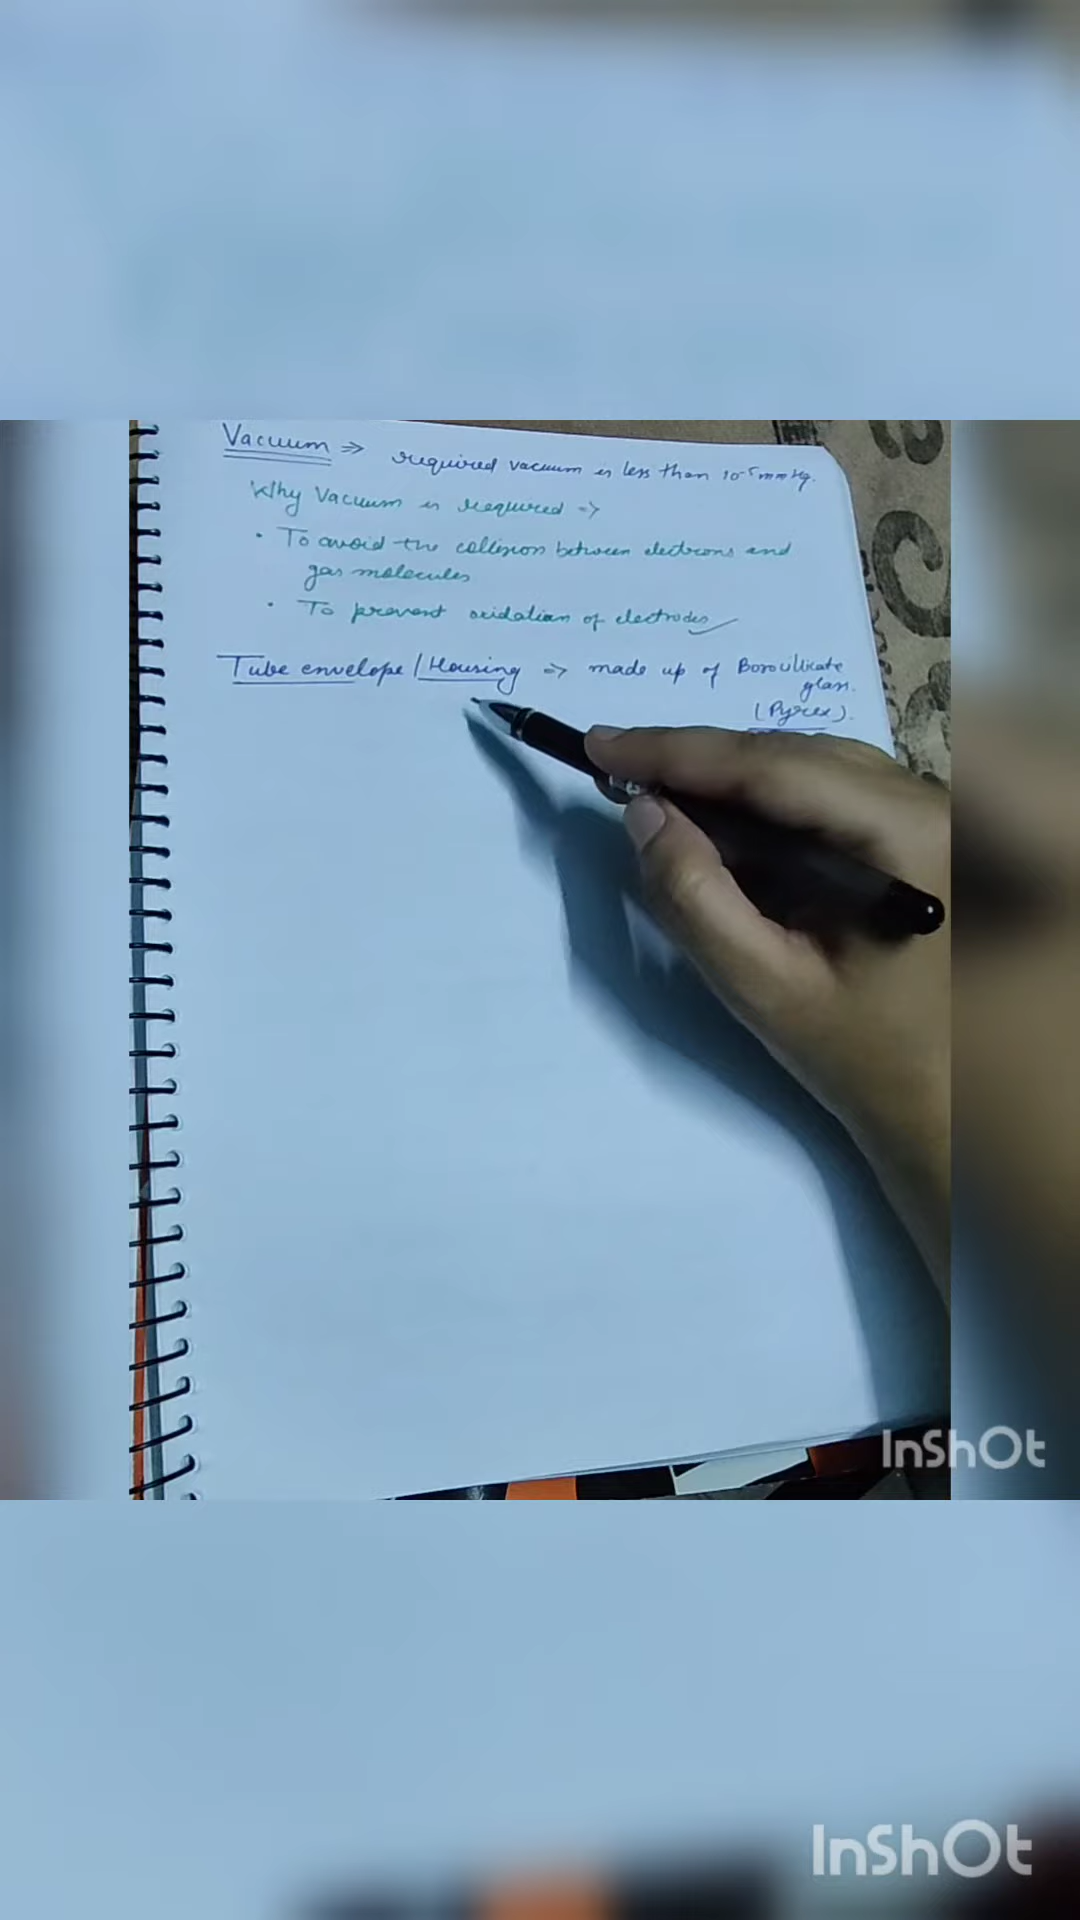 Vacuum ⇒ required vacuum is less than 10⁻⁵ mmHg.
Why Vacuum is required ⇒
• To avoid the collision between electrons and
gas molecules
• To prevent oxidation of electrodes
Tube envelope / Housing ⇒ made up of Borosilicate
glass.
(Pyrex).
InShOt
InShOt